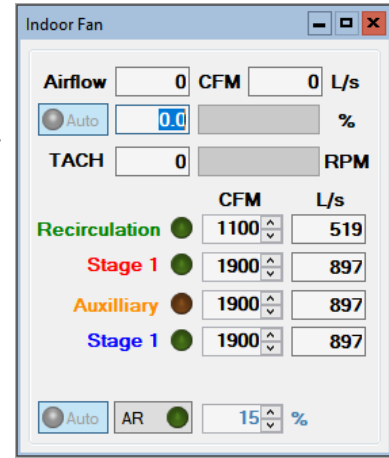 Indoor Fan
Airflow 0 CFM 0 L/s
Auto 0.0 %
TACH 0 RPM
CFM L/s
Recirculation 1100 519
Stage 1 1900 897
Auxilliary 1900 897
Stage 1 1900 897
Auto AR 15 %